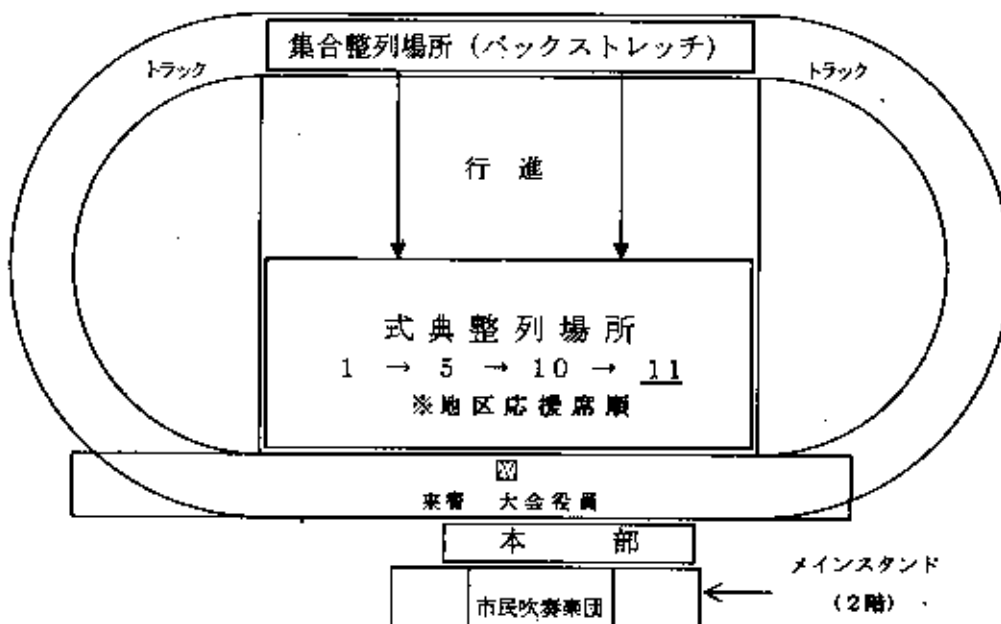 集合整列場所（バックストレッチ）
トラック
トラック
行進
式典整列場所
1 → 5 → 10 → 11
※地区応援席順
来賓 大会役員
本部
メインスタンド
（2階）
市民吹奏楽団